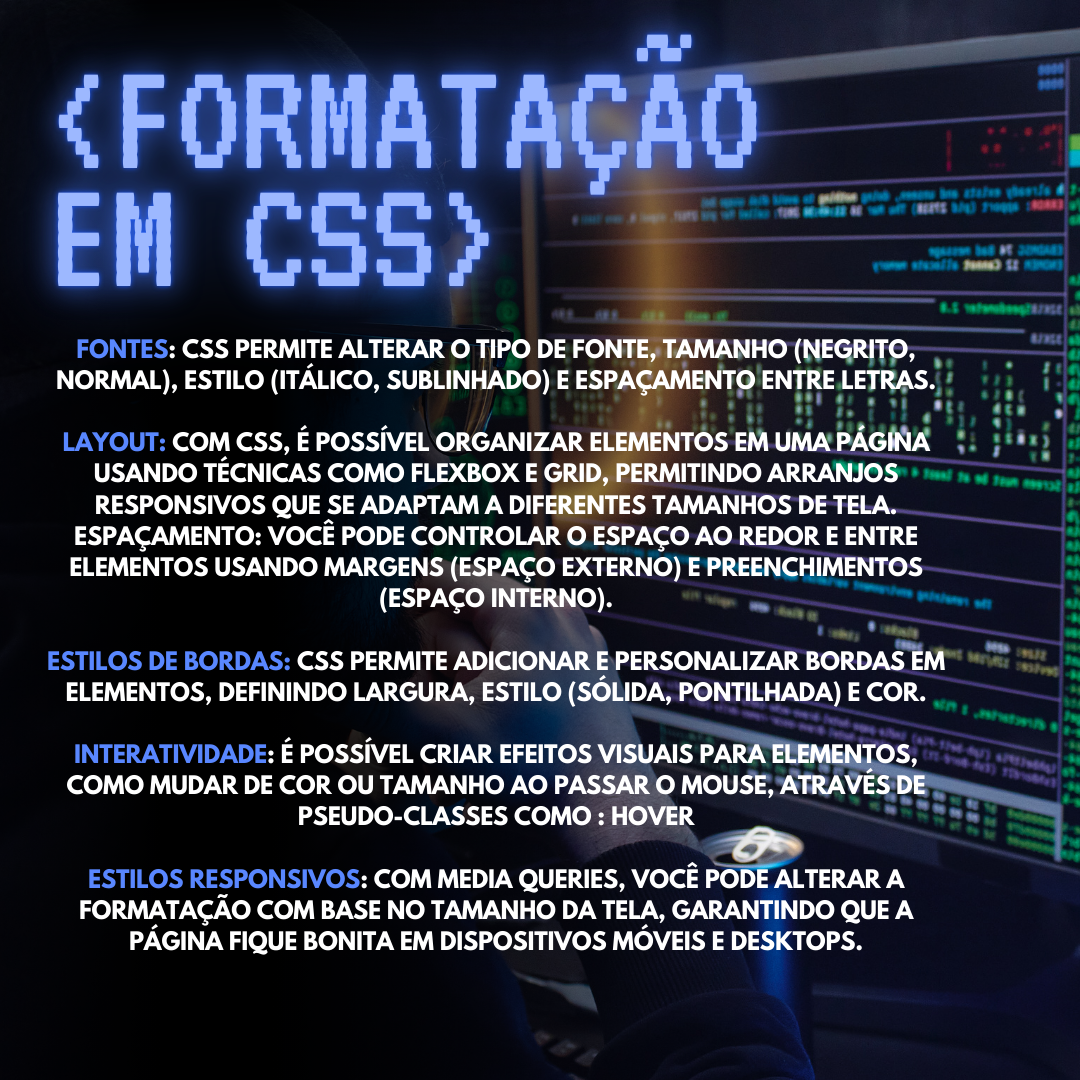 <FORMATAÇÃO
EM CSS>
FONTES: CSS PERMITE ALTERAR O TIPO DE FONTE, TAMANHO (NEGRITO,
NORMAL), ESTILO (ITÁLICO, SUBLINHADO) E ESPAÇAMENTO ENTRE LETRAS.
LAYOUT: COM CSS, É POSSÍVEL ORGANIZAR ELEMENTOS EM UMA PÁGINA
USANDO TÉCNICAS COMO FLEXBOX E GRID, PERMITINDO ARRANJOS
RESPONSIVOS QUE SE ADAPTAM A DIFERENTES TAMANHOS DE TELA.
ESPAÇAMENTO: VOCÊ PODE CONTROLAR O ESPAÇO AO REDOR E ENTRE
ELEMENTOS USANDO MARGENS (ESPAÇO EXTERNO) E PREENCHIMENTOS
(ESPAÇO INTERNO).
ESTILOS DE BORDAS: CSS PERMITE ADICIONAR E PERSONALIZAR BORDAS EM
ELEMENTOS, DEFININDO LARGURA, ESTILO (SÓLIDA, PONTILHADA) E COR.
INTERATIVIDADE: É POSSÍVEL CRIAR EFEITOS VISUAIS PARA ELEMENTOS,
COMO MUDAR DE COR OU TAMANHO AO PASSAR O MOUSE, ATRAVÉS DE
PSEUDO-CLASSES COMO : HOVER
ESTILOS RESPONSIVOS: COM MEDIA QUERIES, VOCÊ PODE ALTERAR A
FORMATAÇÃO COM BASE NO TAMANHO DA TELA, GARANTINDO QUE A
PÁGINA FIQUE BONITA EM DISPOSITIVOS MÓVEIS E DESKTOPS.